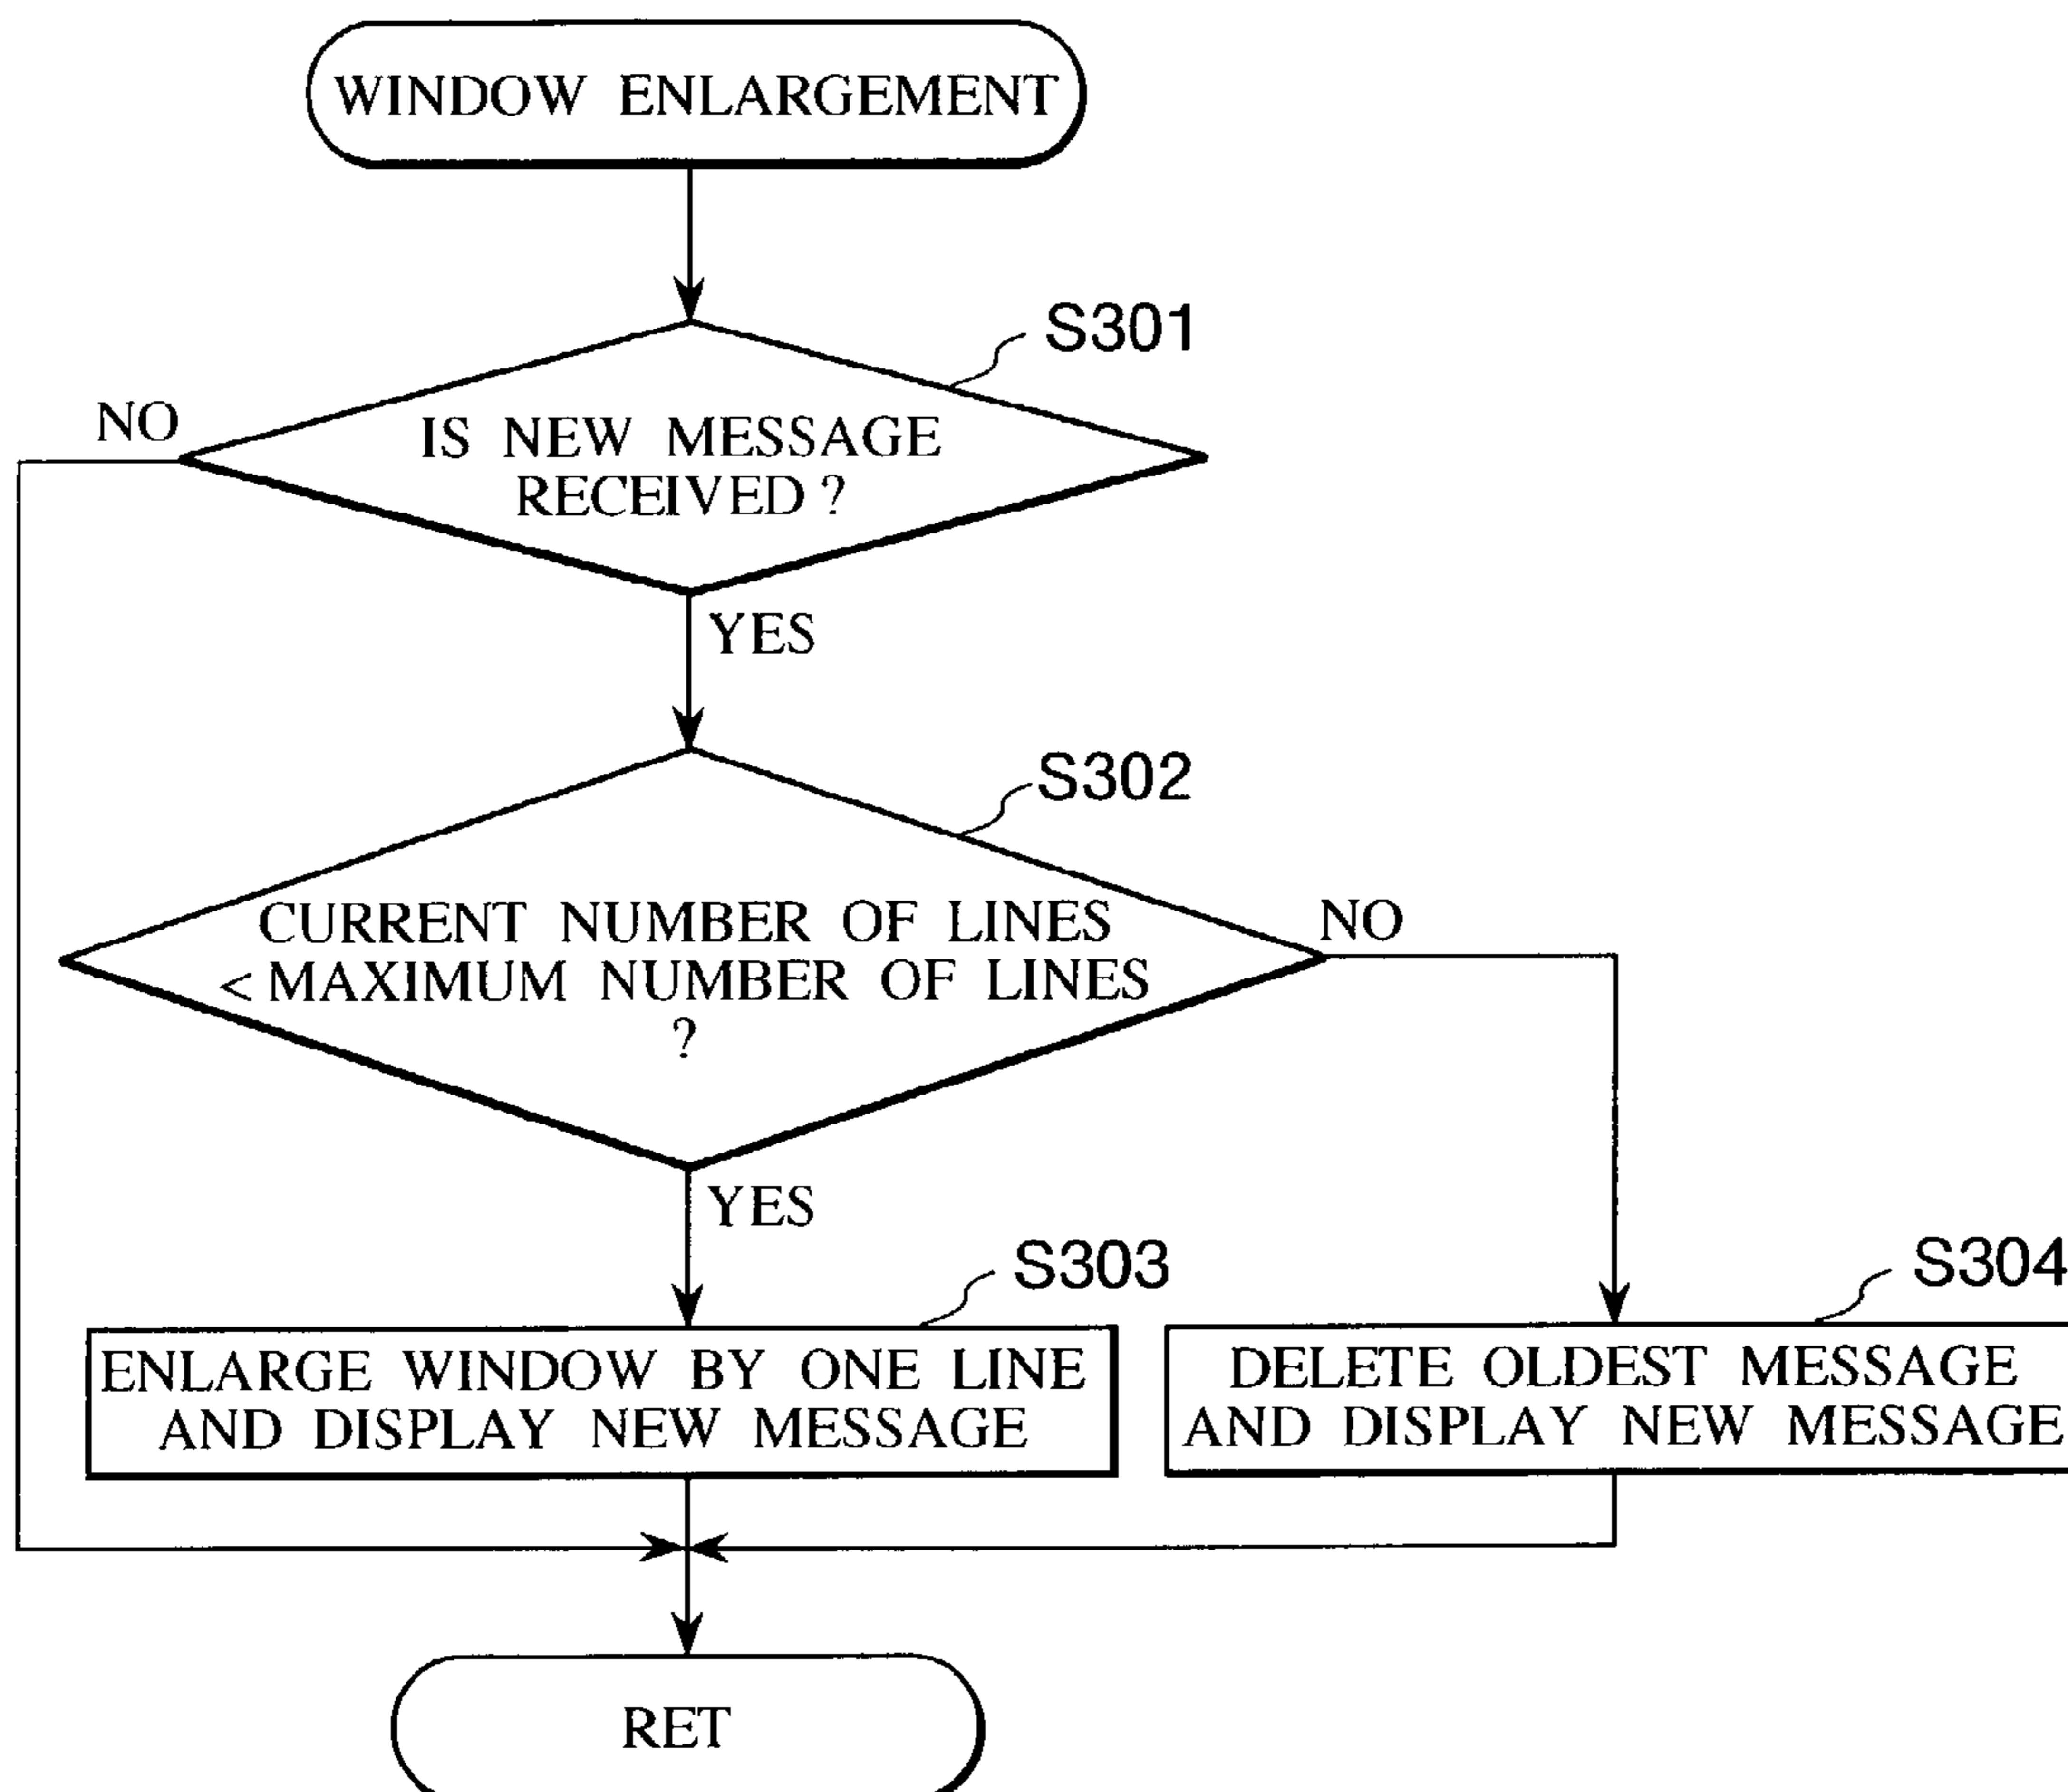 WINDOW ENLARGEMENT
S301
NO
IS NEW MESSAGE
RECEIVED ?
YES
S302
CURRENT NUMBER OF LINES
< MAXIMUM NUMBER OF LINES
?
NO
YES
S303
S304
ENLARGE WINDOW BY ONE LINE
AND DISPLAY NEW MESSAGE
DELETE OLDEST MESSAGE
AND DISPLAY NEW MESSAGE
RET